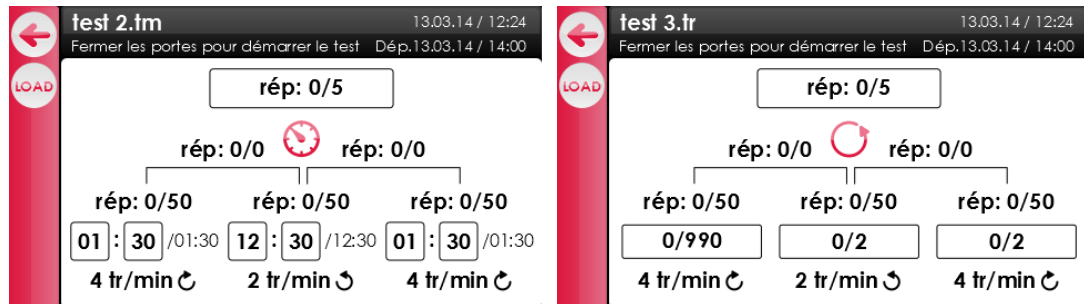 test 2.tm 13.03.14 / 12:24
Fermer les portes pour démarrer le test Dép.13.03.14 / 14:00
LOAD
rép: 0/5
rép: 0/0 rép: 0/0
rép: 0/50 rép: 0/50 rép: 0/50
01 : 30 /01:30 12 : 30 /12:30 01 : 30 /01:30
4 tr/min 2 tr/min 4 tr/min
test 3.tr 13.03.14 / 12:24
Fermer les portes pour démarrer le test Dép.13.03.14 / 14:00
LOAD
rép: 0/5
rép: 0/0 rép: 0/0
rép: 0/50 rép: 0/50 rép: 0/50
0/990 0/2 0/2
4 tr/min 2 tr/min 4 tr/min